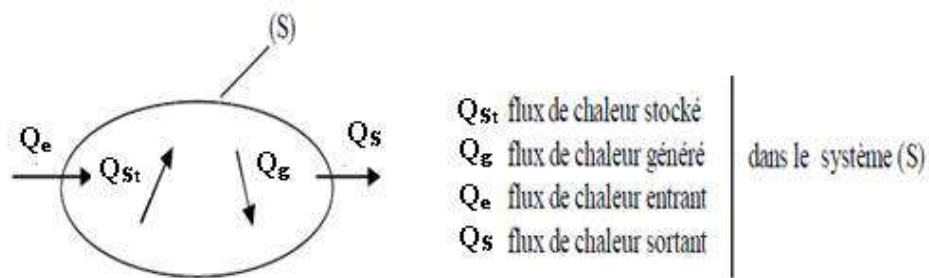 (S)
Qe
QSt
Qg
QS
QSt flux de chaleur stocké
Qg flux de chaleur généré
Qe flux de chaleur entrant
QS flux de chaleur sortant
dans le système (S)